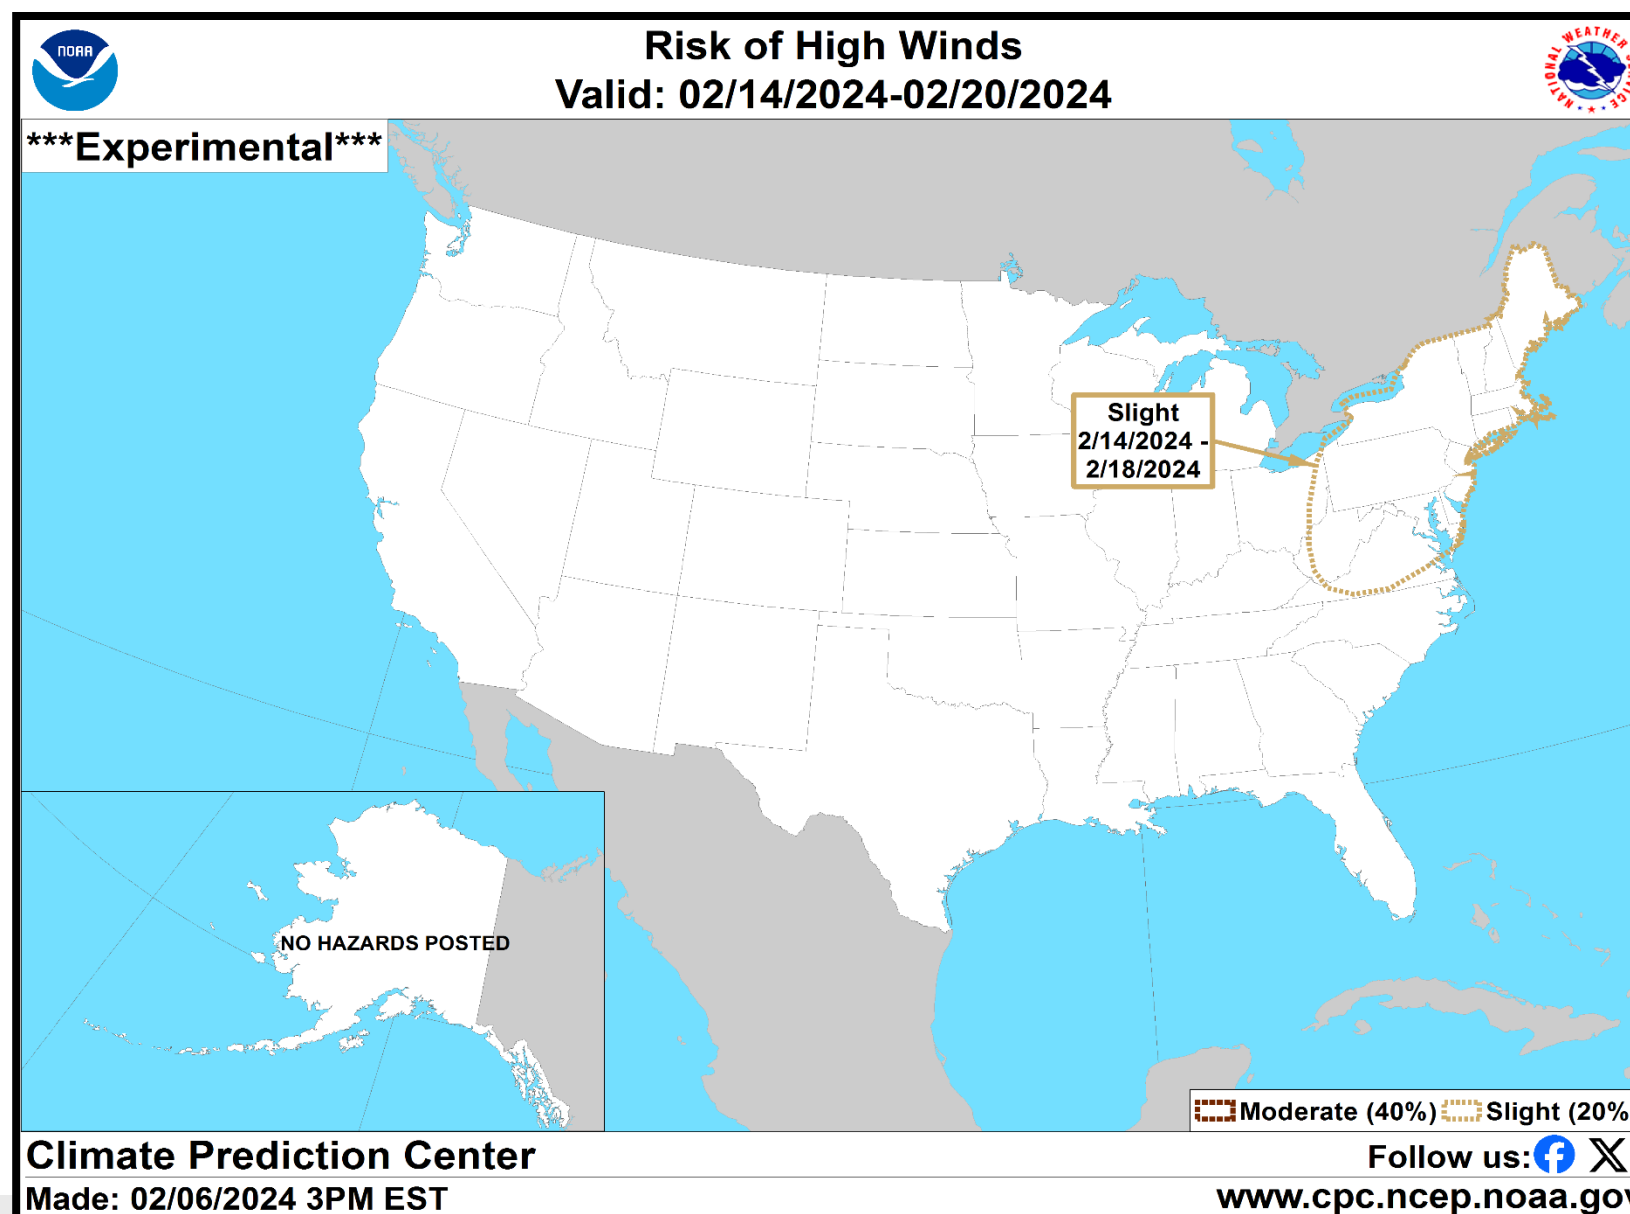 NOAA
Risk of High Winds
Valid: 02/14/2024-02/20/2024
NATIONAL WEATHER SERVICE
***Experimental***
Slight
2/14/2024 -
2/18/2024
NO HAZARDS POSTED
Moderate (40%) Slight (20%
Climate Prediction Center
Follow us:
Made: 02/06/2024 3PM EST
www.cpc.ncep.noaa.gov